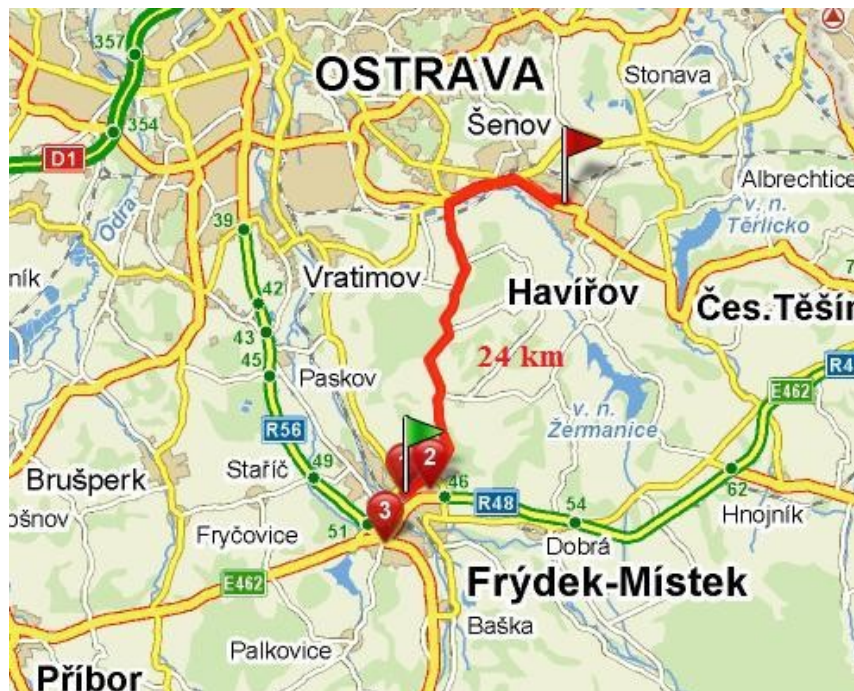 357
OSTRAVA
Stonava
354
Šenov
D1
Albrechtice
Odra
v. n.
Těrlicko
39
ník
Vratimov
42
Havířov
Čes.Těšín
43
24 km
45
Paskov
R4
E462
v. n.
Žermanice
R56
Staříč
49
Brušperk
1
2
46
62
R48
54
ošnov
3
Hnojník
Fryčovice
51
Dobrá
E462
Frýdek-Místek
Baška
Palkovice
Příbor